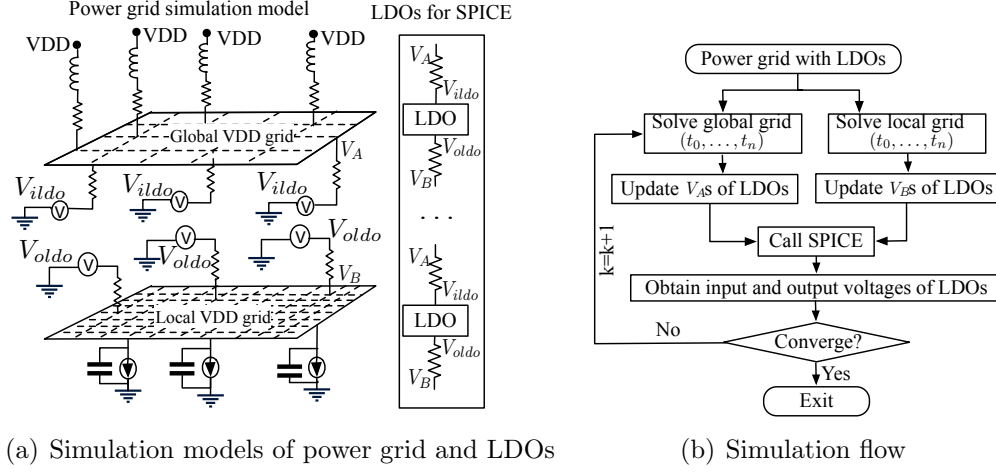 Power grid simulation model
LDOs for SPICE
VDD
VDD
VDD
VDD
Global VDD grid
V_A
V_ildo
V_ildo
V_ildo
V_oldo
V_oldo
V_oldo
V_B
Local VDD grid
V
V
V
V
V
V
V_A
V_ildo
LDO
V_oldo
V_B
. . .
V_A
V_ildo
LDO
V_oldo
V_B
(a) Simulation models of power grid and LDOs
Power grid with LDOs
Solve global grid
(t_0, . . . , t_n)
Solve local grid
(t_0, . . . , t_n)
Update V_As of LDOs
Update V_Bs of LDOs
Call SPICE
k=k+1
Obtain input and output voltages of LDOs
No
Converge?
Yes
Exit
(b) Simulation flow